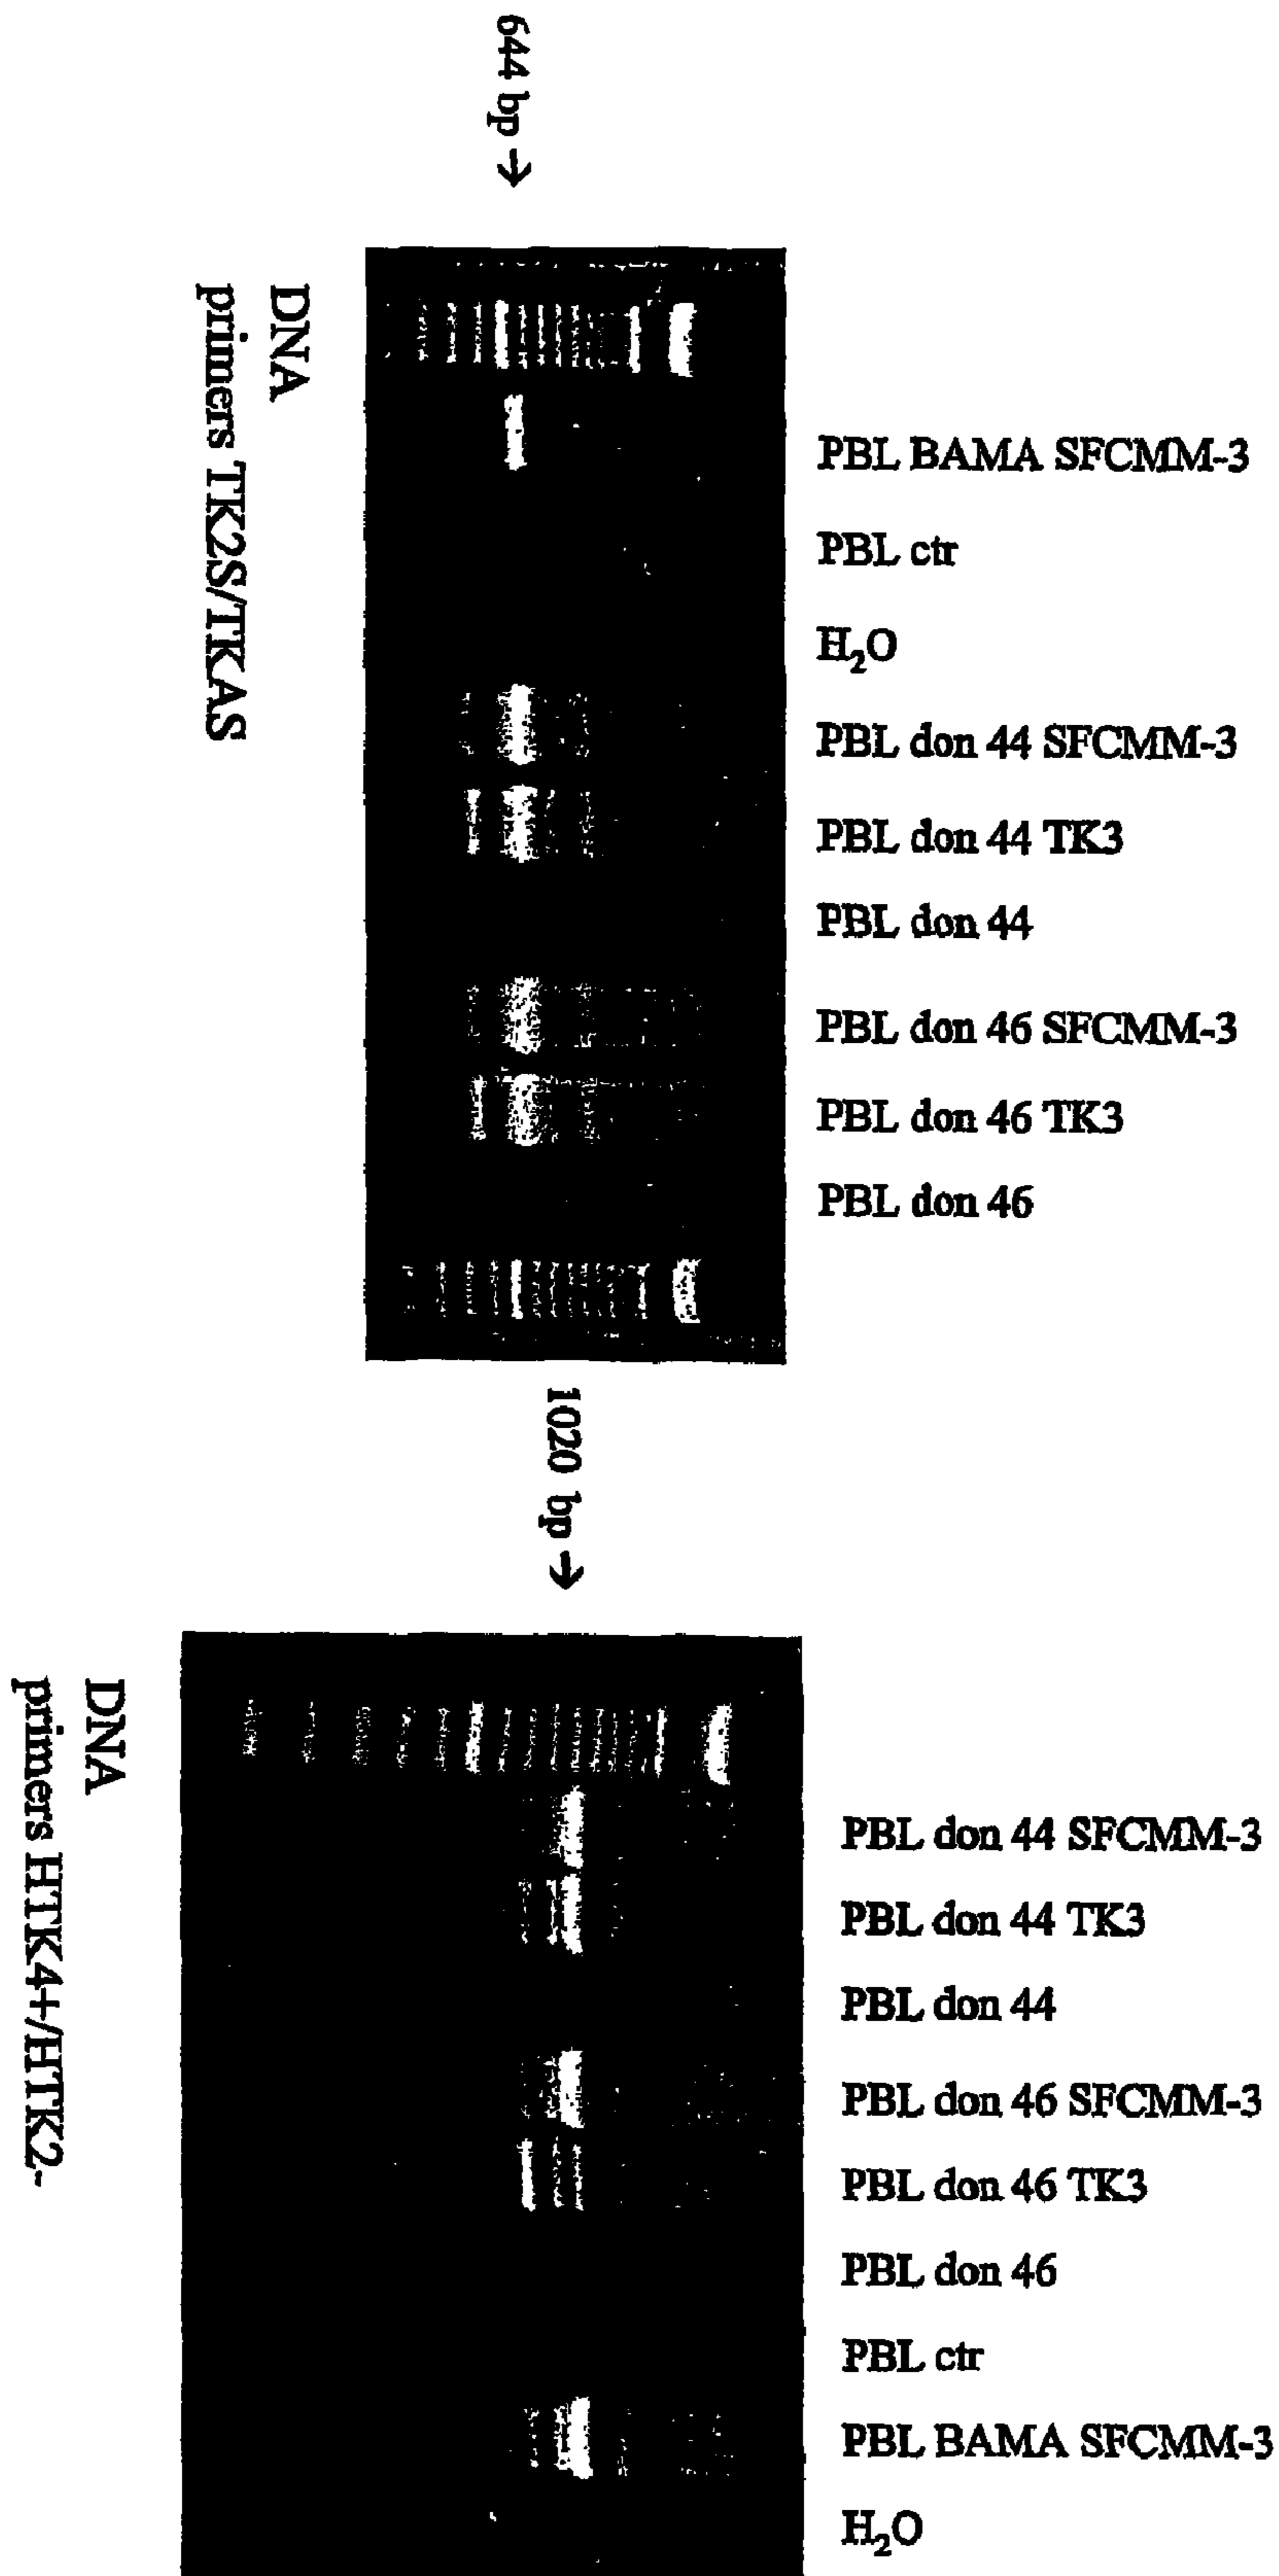 644 bp →
PBL BAMA SFCMM-3
PBL ctr
H₂O
PBL don 44 SFCMM-3
PBL don 44 TK3
PBL don 44
PBL don 46 SFCMM-3
PBL don 46 TK3
PBL don 46
DNA
primers TK2S/TKAS
1020 bp →
PBL don 44 SFCMM-3
PBL don 44 TK3
PBL don 44
PBL don 46 SFCMM-3
PBL don 46 TK3
PBL don 46
PBL ctr
PBL BAMA SFCMM-3
H₂O
DNA
primers HTK4+/HTK2-